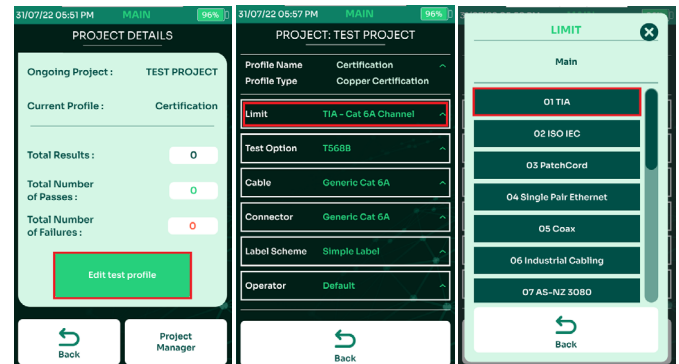 31/07/22 05:51 PM MAIN 96%
PROJECT DETAILS
Ongoing Project : TEST PROJECT
Current Profile : Certification
Total Results : 0
Total Number
of Passes : 0
Total Number
of Failures : 0
Edit test profile
Back
Project
Manager
31/07/22 05:57 PM MAIN 96%
PROJECT: TEST PROJECT
Profile Name Certification
Profile Type Copper Certification
Limit TIA - Cat 6A Channel
Test Option T568B
Cable Generic Cat 6A
Connector Generic Cat 6A
Label Scheme Simple Label
Operator Default
Back
LIMIT
Main
01 TIA
02 ISO IEC
03 PatchCord
04 Single Pair Ethernet
05 Coax
06 Industrial Cabling
07 AS-NZ 3080
Back